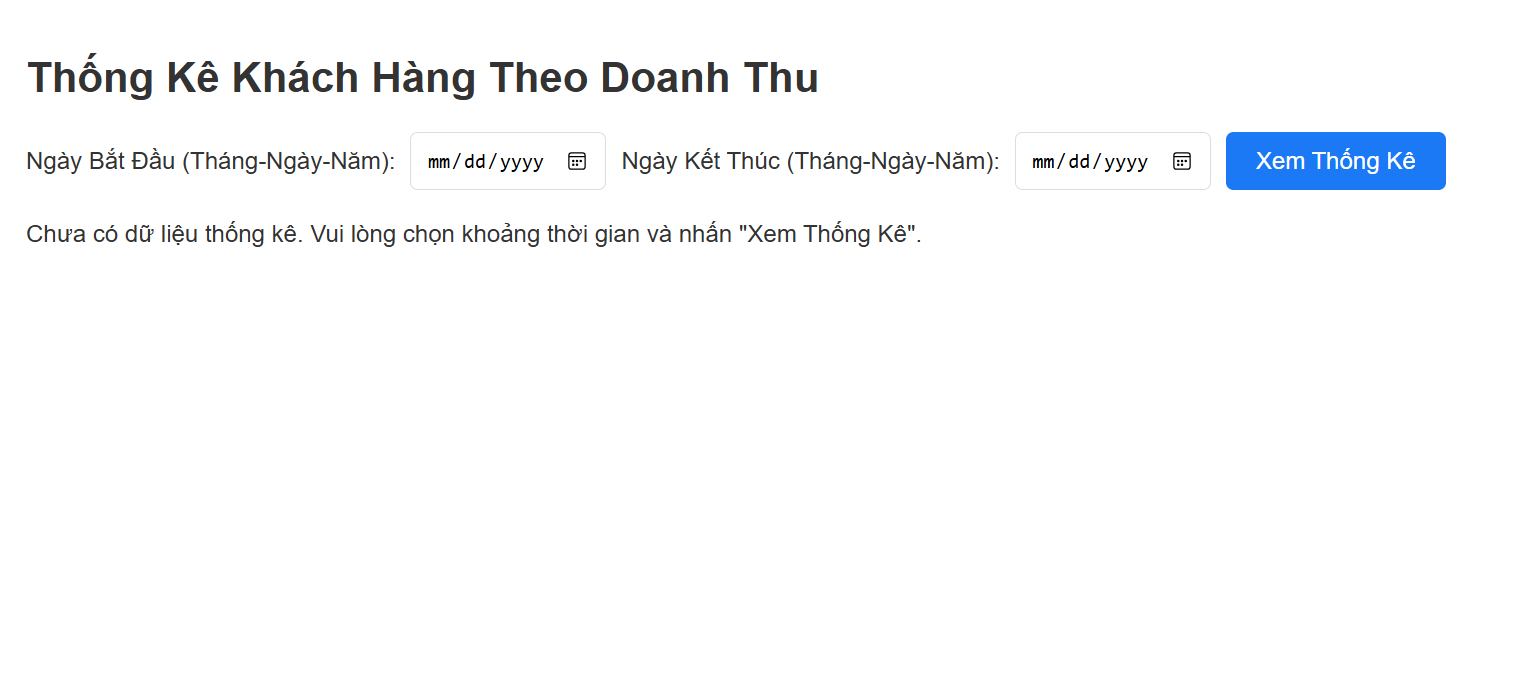 Thống Kê Khách Hàng Theo Doanh Thu
Ngày Bắt Đầu (Tháng-Ngày-Năm): mm/dd/yyyy Ngày Kết Thúc (Tháng-Ngày-Năm): mm/dd/yyyy Xem Thống Kê
Chưa có dữ liệu thống kê. Vui lòng chọn khoảng thời gian và nhấn "Xem Thống Kê".